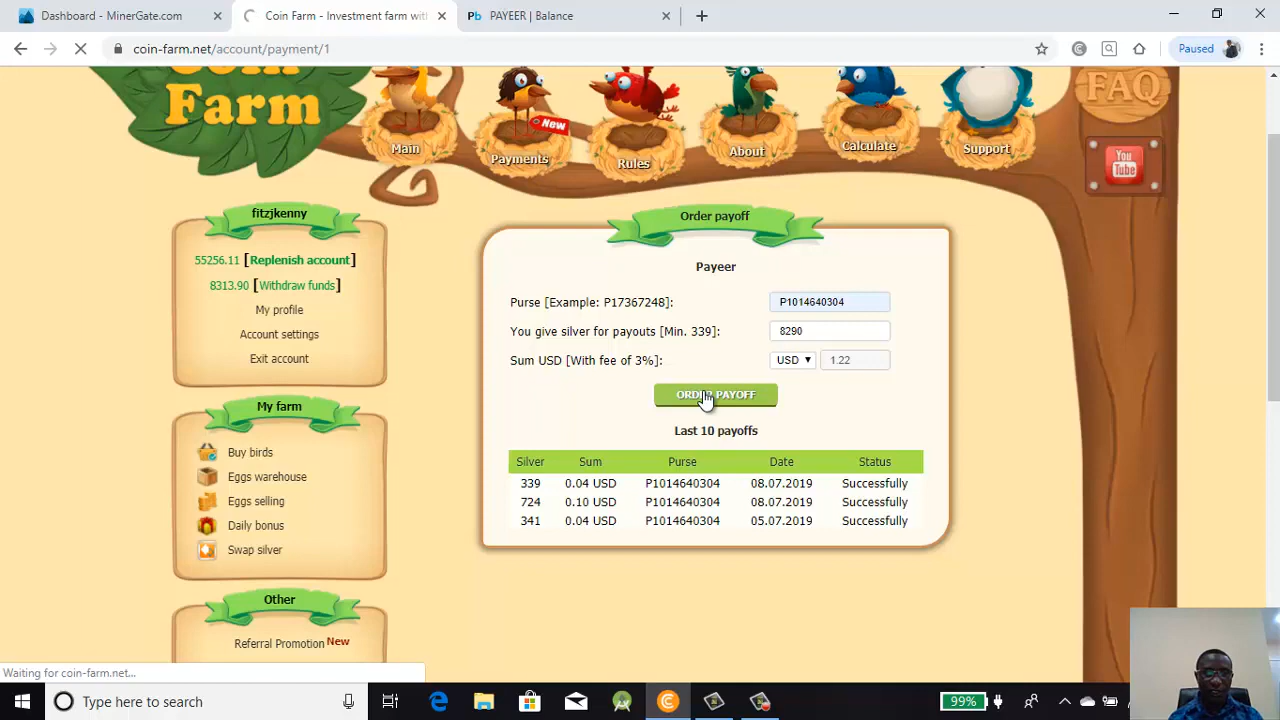 Dashboard - MinerGate.com
Coin Farm - Investment farm with
Pb PAYEER | Balance
coin-farm.net/account/payment/1
Paused
Coin
Farm
FAQ
New
Main
Payments
Rules
About
Calculate
Support
You
Tube
fitzjkenny
55256.11 [Replenish account]
8313.90 [Withdraw funds]
My profile
Account settings
Exit account
My farm
Buy birds
Eggs warehouse
Eggs selling
Daily bonus
Swap silver
Other
Referral Promotion New
Order payoff
Payeer
Purse [Example: P17367248]: P1014640304
You give silver for payouts [Min. 339]: 8290
Sum USD [With fee of 3%]: USD 1.22
ORDER PAYOFF
Last 10 payoffs
Silver Sum Purse Date Status
339 0.04 USD P1014640304 08.07.2019 Successfully
724 0.10 USD P1014640304 08.07.2019 Successfully
341 0.04 USD P1014640304 05.07.2019 Successfully
Waiting for coin-farm.net...
Type here to search
99%